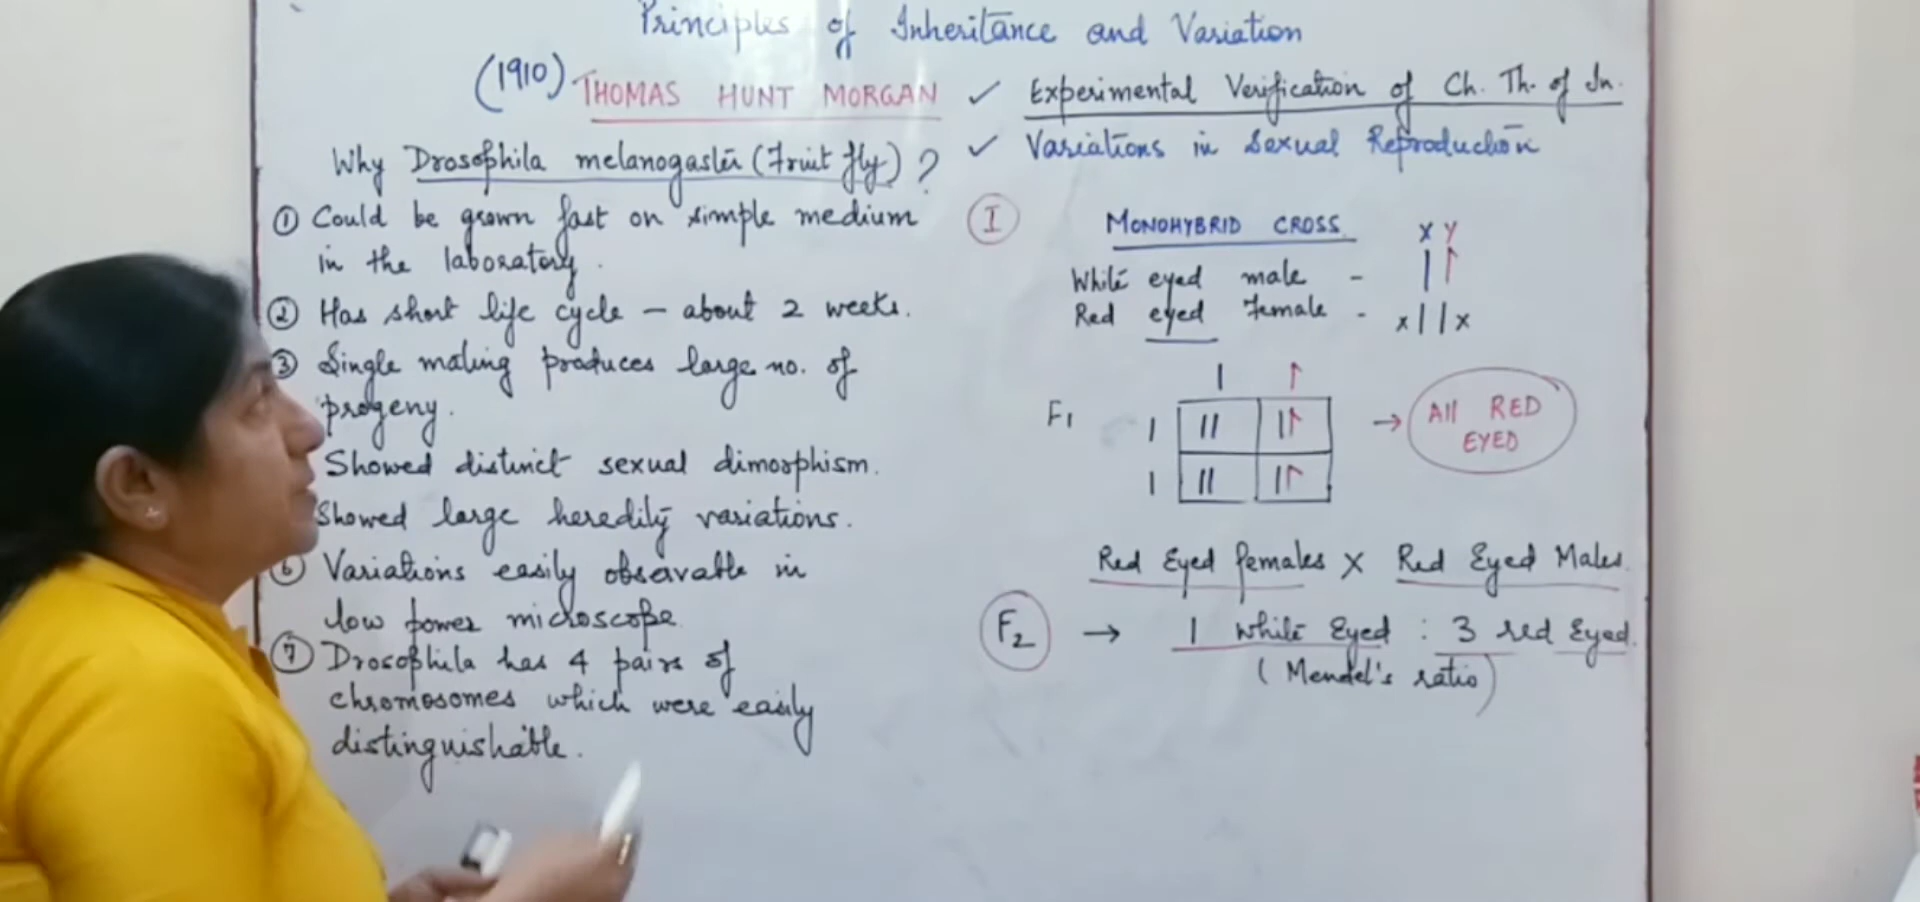 Principles of Inheritance and Variation
(1910) THOMAS HUNT MORGAN
✓ Experimental Verification of Ch. Th. of In.
✓ Variations in Sexual Reproduction
Why Drosophila melanogaster (Fruit fly)?
① Could be grown fast on simple medium
in the laboratory.
② Has short life cycle — about 2 weeks.
③ Single mating produces large no. of
progeny.
Showed distinct sexual dimorphism.
Showed large heredity variations.
⑥ Variations easily observable in
low power microscope
⑦ Drosophila has 4 pairs of
chromosomes which were easily
distinguishable.
I MONOHYBRID CROSS
X Y
White eyed male -
Red eyed Female - x x
F1 → All RED
EYED
Red Eyed females X Red Eyed Males
F2 → 1 White Eyed : 3 red Eyed
(Mendel's ratio)